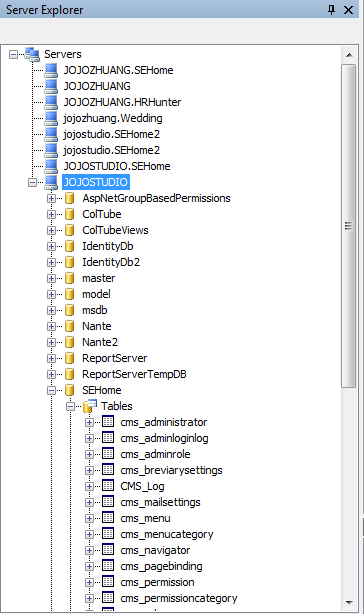 Server Explorer
Servers
JOJOZHUANG.SEHome
JOJOZHUANG
JOJOZHUANG.HRHunter
jojozhuang.Wedding
jojostudio.SEHome2
jojostudio.SEHome2
JOJOSTUDIO.SEHome
JOJOSTUDIO
AspNetGroupBasedPermissions
ColTube
ColTubeViews
IdentityDb
IdentityDb2
master
model
msdb
Nante
Nante2
ReportServer
ReportServerTempDB
SEHome
Tables
cms_administrator
cms_adminloginlog
cms_adminrole
cms_breviarysettings
CMS_Log
cms_mailsettings
cms_menu
cms_menucategory
cms_navigator
cms_pagebinding
cms_permission
cms_permissioncategory